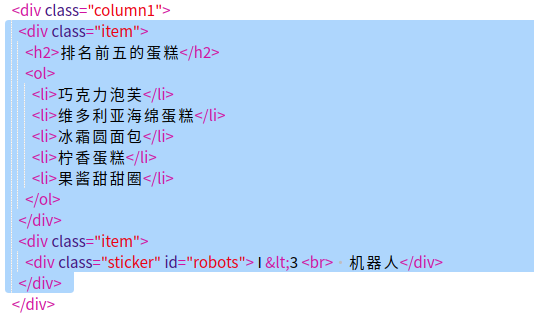 <div class="column1">
<div class="item">
<h2>排名前五的蛋糕</h2>
<ol>
<li>巧克力泡芙</li>
<li>维多利亚海绵蛋糕</li>
<li>冰霜圆面包</li>
<li>柠香蛋糕</li>
<li>果酱甜甜圈</li>
</ol>
</div>
<div class="item">
<div class="sticker" id="robots"> I &lt;3 <br> 机器人</div>
</div>
</div>